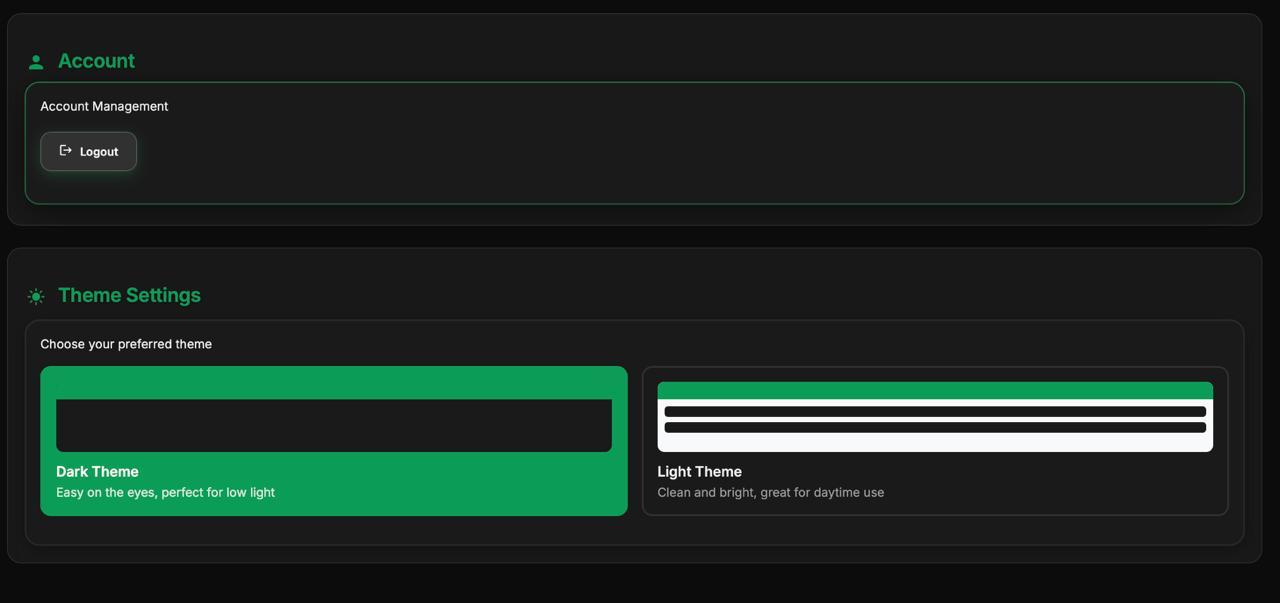 Account
Account Management
Logout
Theme Settings
Choose your preferred theme
Dark Theme
Easy on the eyes, perfect for low light
Light Theme
Clean and bright, great for daytime use